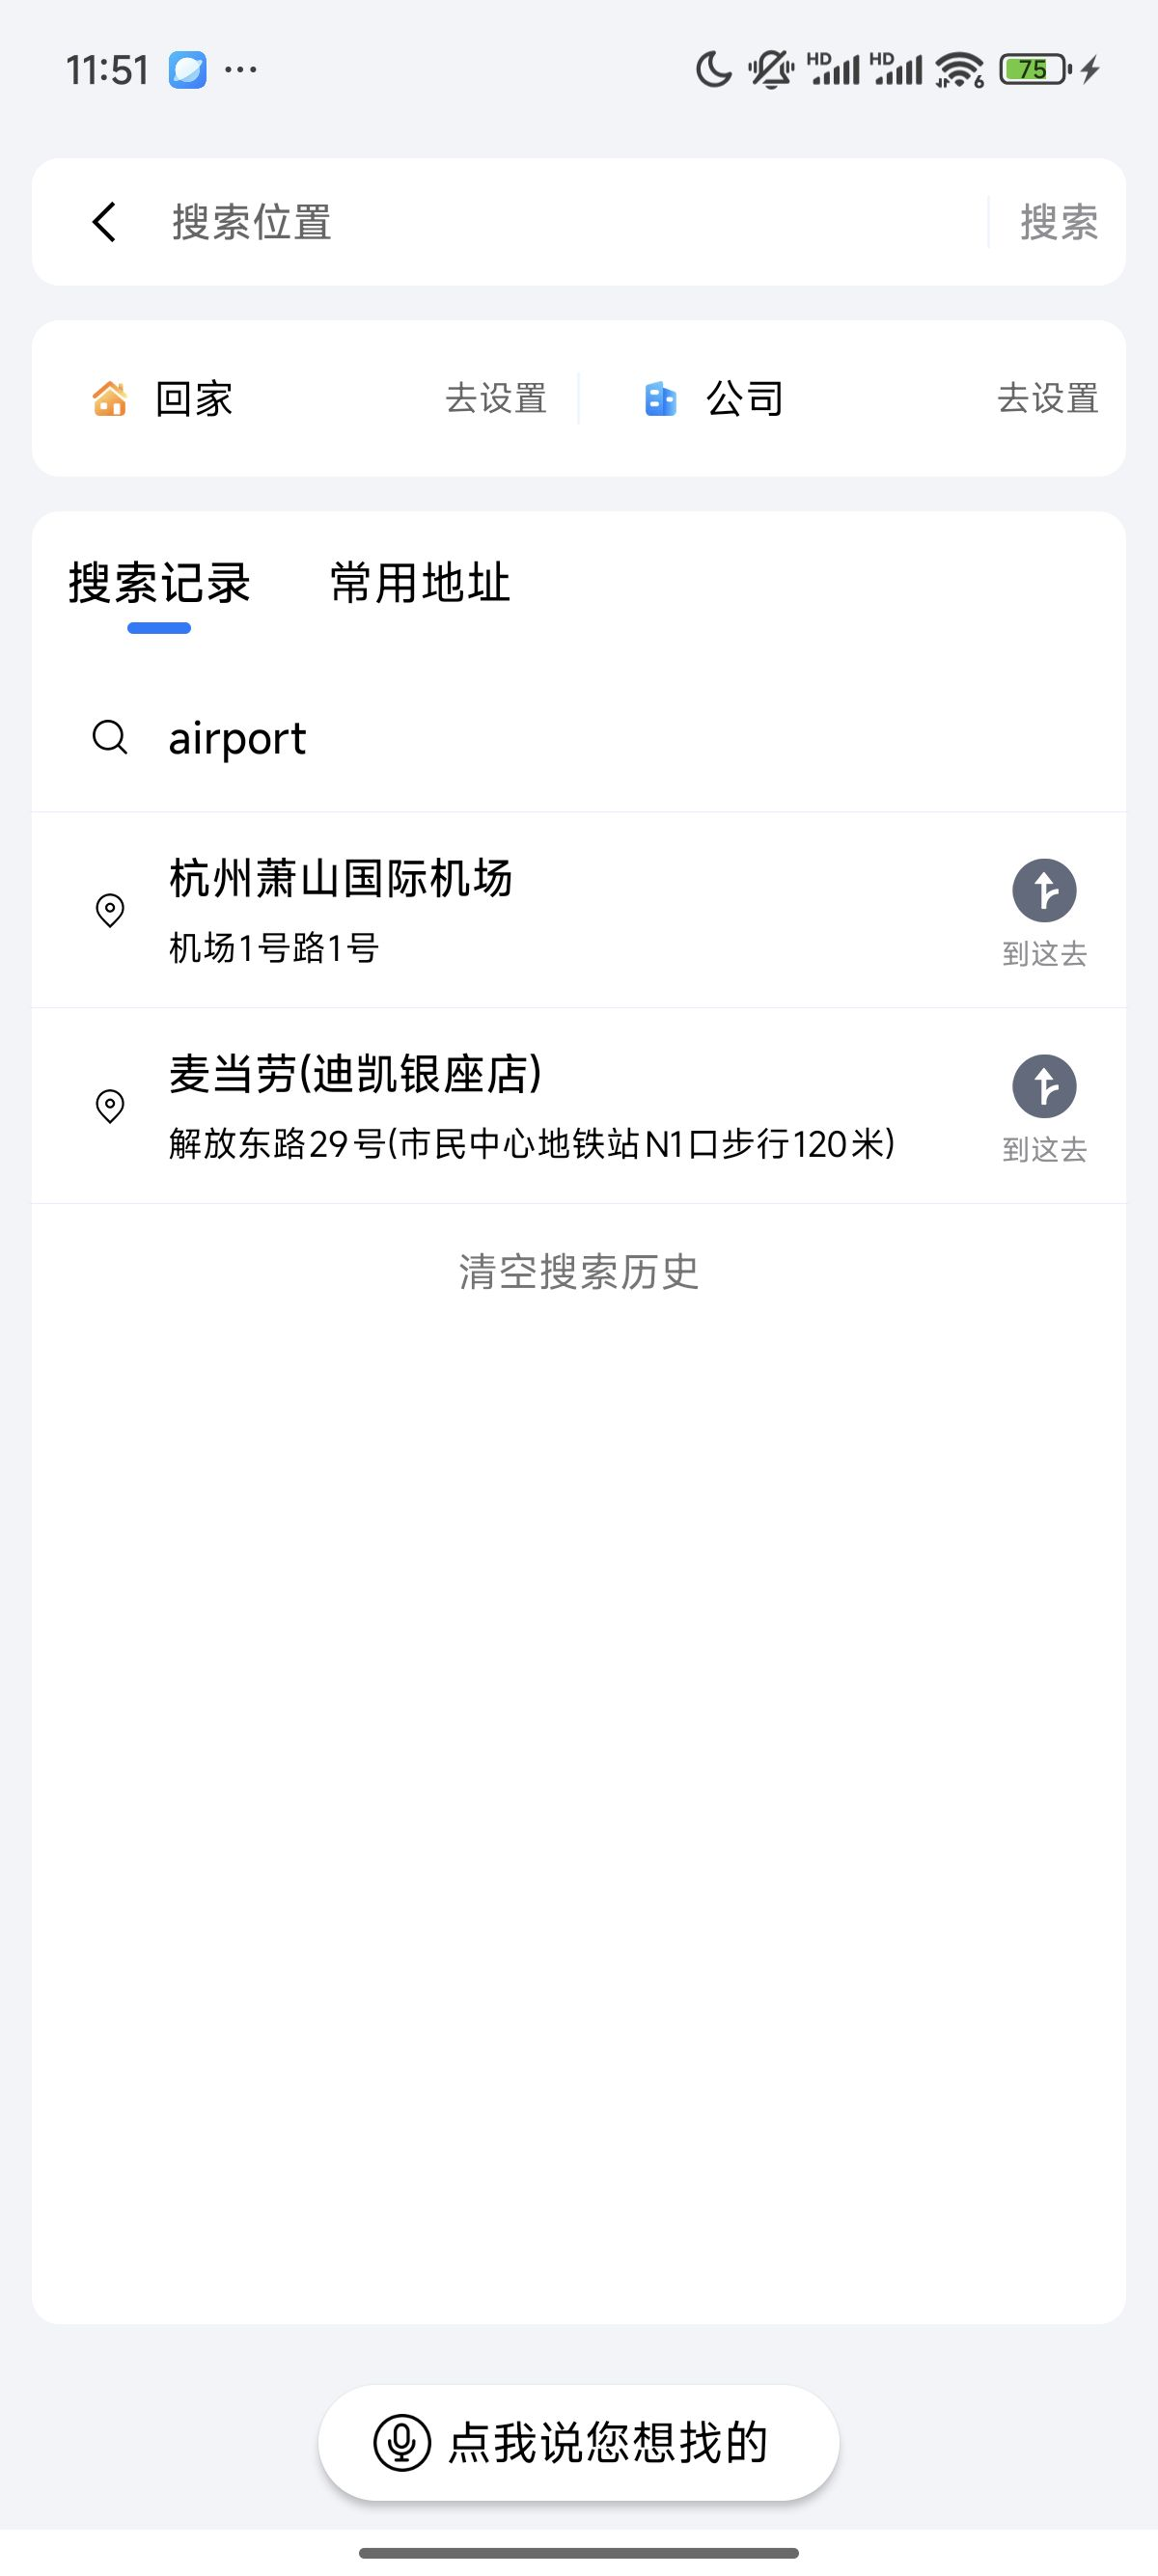 11:51
HD HD 6 75
搜索位置 搜索
回家 去设置 公司 去设置
搜索记录 常用地址
airport
杭州萧山国际机场
机场1号路1号
到这去
麦当劳(迪凯银座店)
解放东路29号(市民中心地铁站N1口步行120米)
到这去
清空搜索历史
点我说您想找的